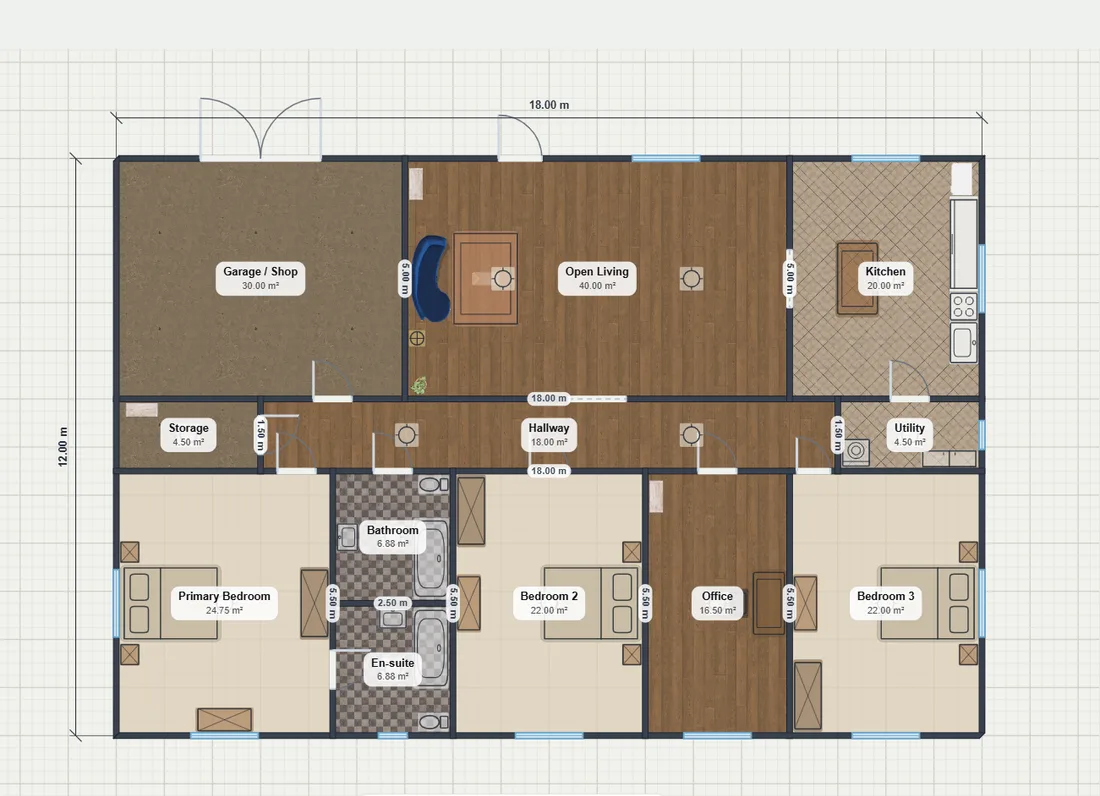 18.00 m
12.00 m
Garage / Shop
30.00 m²
5.00 m
Open Living
40.00 m²
5.00 m
Kitchen
20.00 m²
18.00 m
Storage
4.50 m²
1.50 m
Hallway
18.00 m²
1.50 m
Utility
4.50 m²
18.00 m
Bathroom
6.88 m²
Primary Bedroom
24.75 m²
5.50 m
2.50 m
5.50 m
Bedroom 2
22.00 m²
5.50 m
Office
16.50 m²
5.50 m
Bedroom 3
22.00 m²
En-suite
6.88 m²